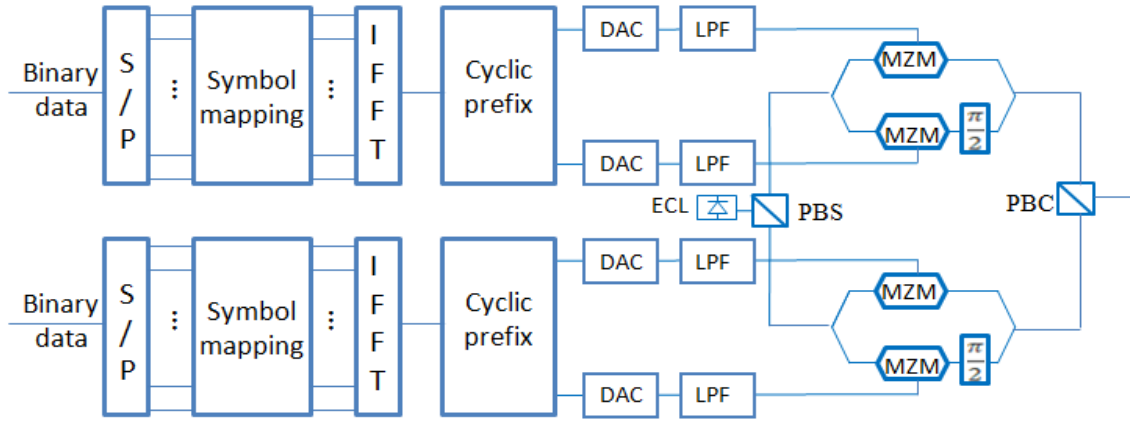 Binary
data
S
/
P
⋮
Symbol
mapping
⋮
I
F
F
T
Cyclic
prefix
DAC
LPF
DAC
LPF
MZM
MZM
π
2
ECL
PBS
PBC
Binary
data
S
/
P
⋮
Symbol
mapping
⋮
I
F
F
T
Cyclic
prefix
DAC
LPF
DAC
LPF
MZM
MZM
π
2